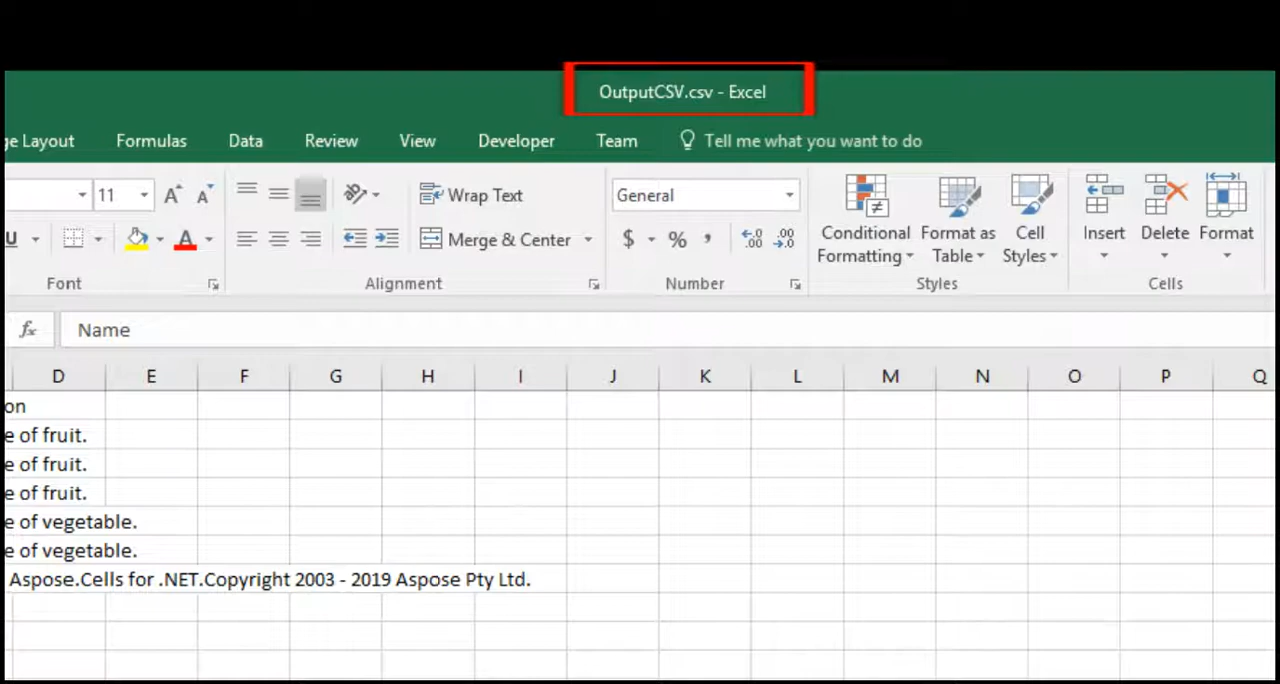 OutputCSV.csv - Excel
ge Layout Formulas Data Review View Developer Team Tell me what you want to do
11 A A Wrap Text General
U A Merge & Center $ % , .00 .00
Conditional Formatting Format as Table Cell Styles Insert Delete Format
Font Alignment Number Styles Cells
fx Name
D E F G H I J K L M N O P Q
on
e of fruit.
e of fruit.
e of fruit.
e of vegetable.
e of vegetable.
Aspose.Cells for .NET.Copyright 2003 - 2019 Aspose Pty Ltd.